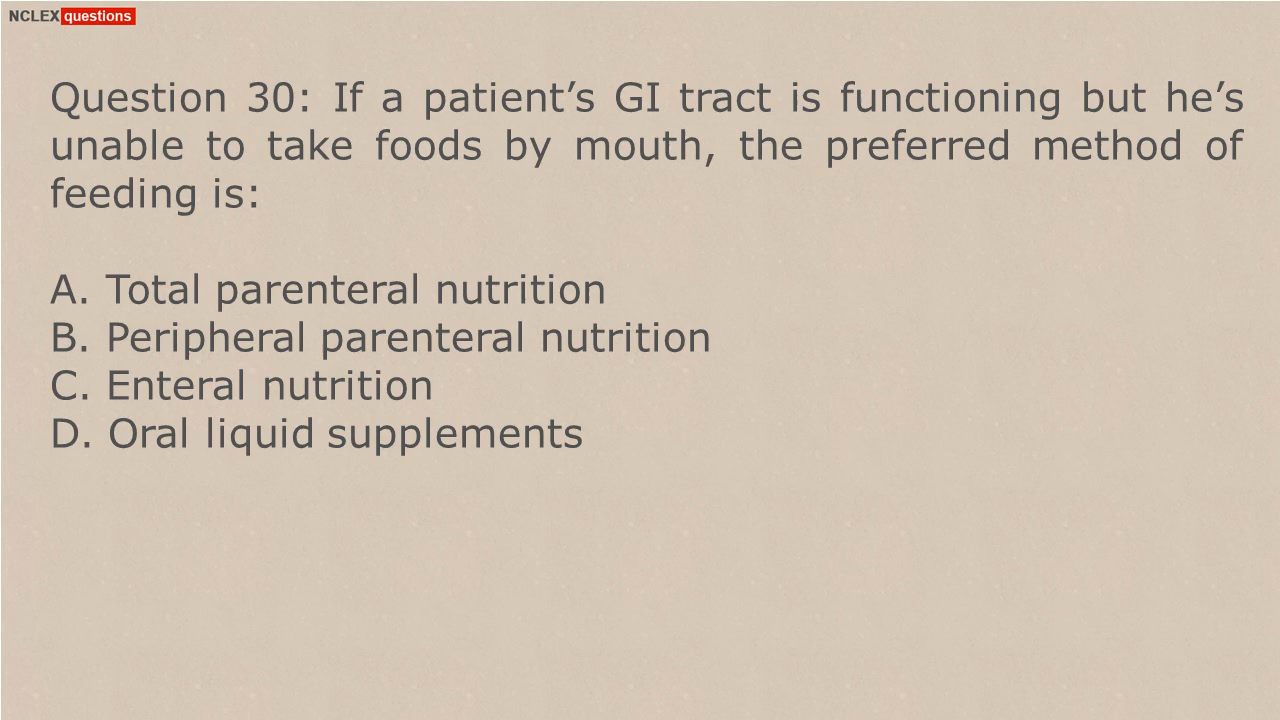 NCLEX questions
Question 30: If a patient’s GI tract is functioning but he’s
unable to take foods by mouth, the preferred method of
feeding is:
A. Total parenteral nutrition
B. Peripheral parenteral nutrition
C. Enteral nutrition
D. Oral liquid supplements